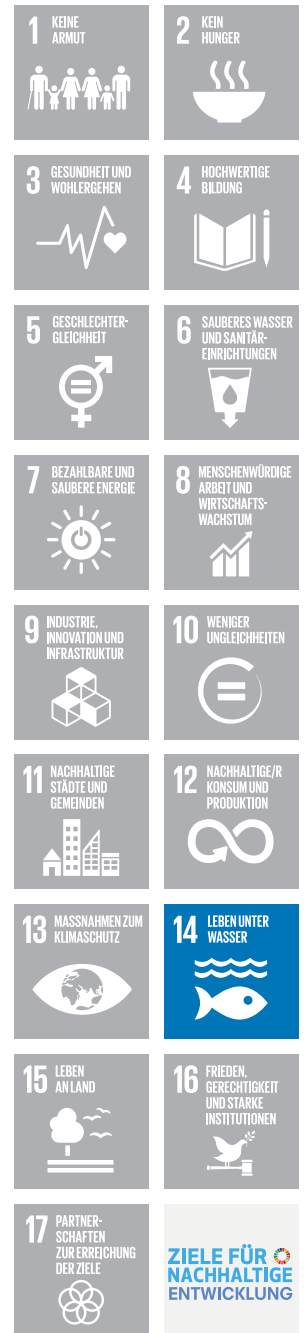 1 KEINE
ARMUT
2 KEIN
HUNGER
3 GESUNDHEIT UND
WOHLERGEHEN
4 HOCHWERTIGE
BILDUNG
5 GESCHLECHTER-
GLEICHHEIT
6 SAUBERES WASSER
UND SANITÄR-
EINRICHTUNGEN
7 BEZAHLBARE UND
SAUBERE ENERGIE
8 MENSCHENWÜRDIGE
ARBEIT UND
WIRTSCHAFTS-
WACHSTUM
9 INDUSTRIE,
INNOVATION UND
INFRASTRUKTUR
10 WENIGER
UNGLEICHHEITEN
11 NACHHALTIGE
STÄDTE UND
GEMEINDEN
12 NACHHALTIGE/R
KONSUM UND
PRODUKTION
13 MASSNAHMEN ZUM
KLIMASCHUTZ
14 LEBEN UNTER
WASSER
15 LEBEN
AN LAND
16 FRIEDEN,
GERECHTIGKEIT
UND STARKE
INSTITUTIONEN
17 PARTNER-
SCHAFTEN
ZUR ERREICHUNG
DER ZIELE
ZIELE FÜR
NACHHALTIGE
ENTWICKLUNG